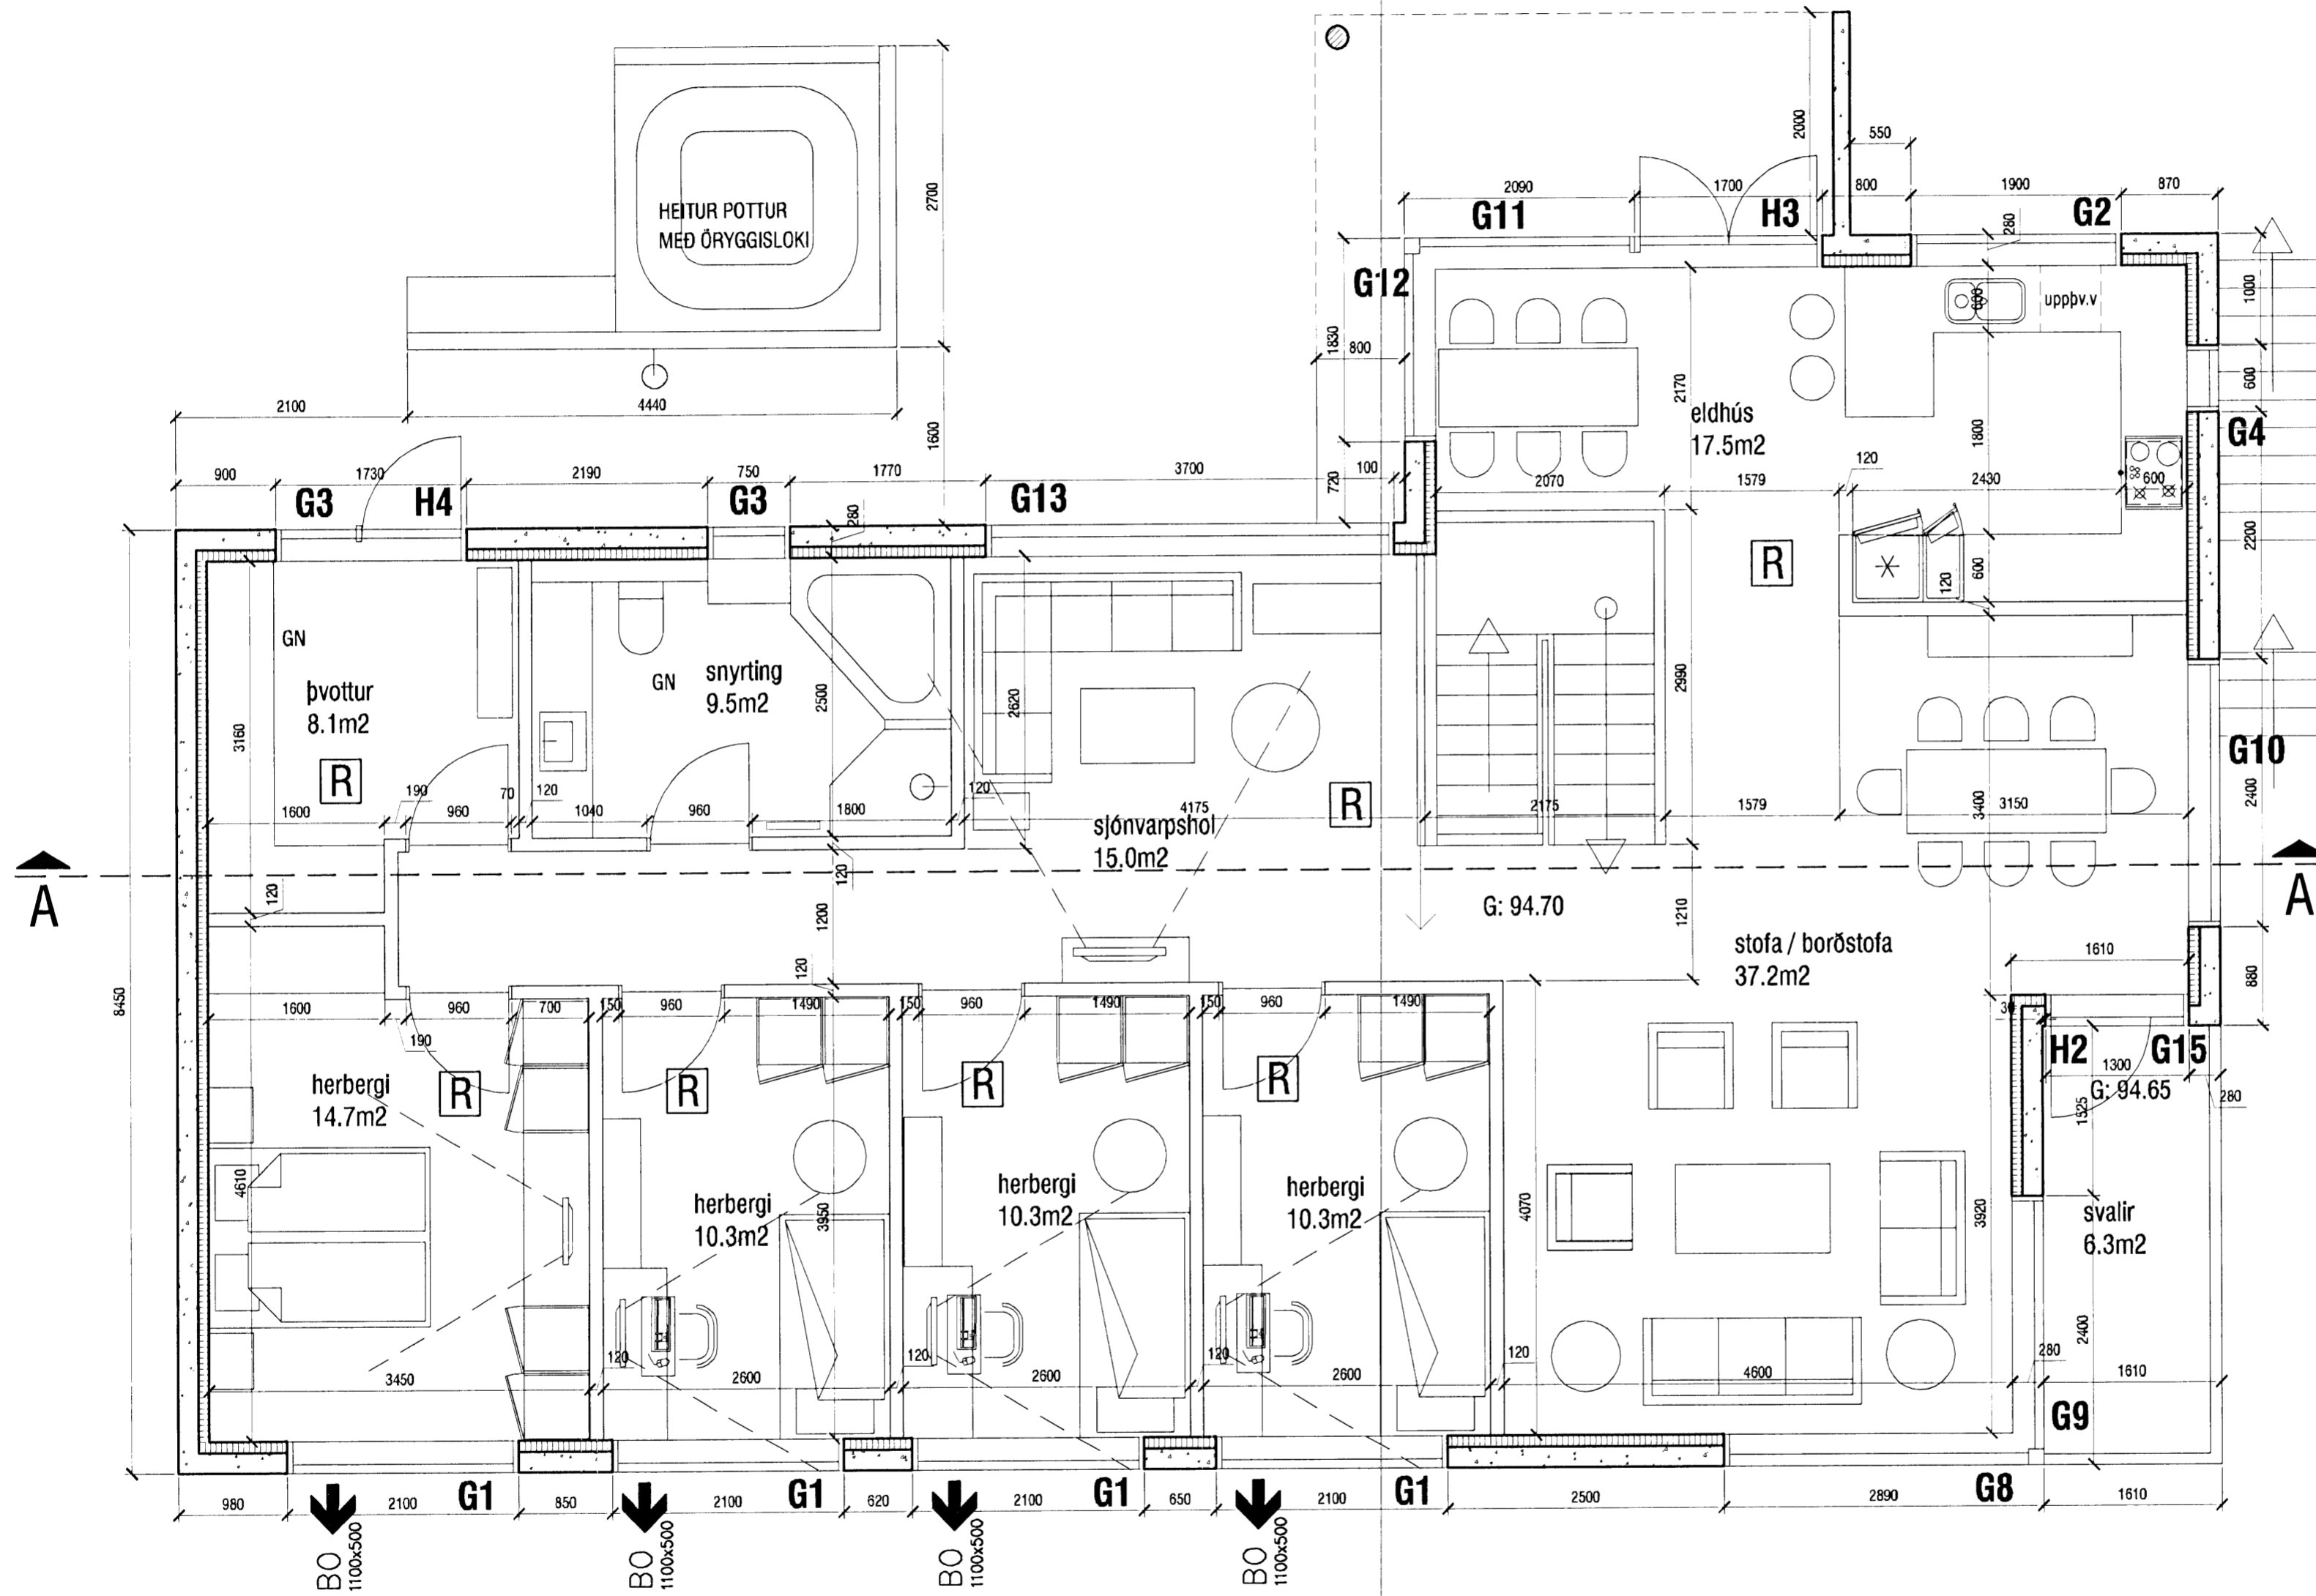 2000
550
2090
1700
800
1900
870
G11
H3
G2
280
HEITUR POTTUR
MEÐ ÖRYGGISLOKI
2700
G12
1830
800
600
uppþv.v
1000
600
2170
eldhús
17.5m2
1800
G4
2100
4440
1600
900
1730
2190
750
1770
3700
100
720
2070
1579
120
2430
600
G3
H4
G3
G13
280
2200
R
120
600
GN
þvottur
8.1m2
GN
snyrting
9.5m2
2500
2620
2990
3160
R
R
G10
2400
190
1600
960
70
120
1040
960
1800
120
4175
2175
1579
3400
3150
sjónvarpshol
15.0m2
A
A
120
120
1200
G: 94.70
1210
stofa / borðstofa
37.2m2
1610
880
8450
120
1600
960
700
150
960
1490
150
960
1490
150
960
1490
30
190
H2
G15
1300
G: 94.65
280
1525
herbergi
14.7m2
R
R
R
R
4610
herbergi
10.3m2
3950
herbergi
10.3m2
herbergi
10.3m2
4070
3920
svalir
6.3m2
2400
120
120
120
120
280
3450
2600
2600
2600
4600
1610
G9
980
2100
G1
850
2100
G1
620
2100
G1
650
2100
G1
2500
2890
G8
1610
BO
1100x500
BO
1100x500
BO
1100x500
BO
1100x500